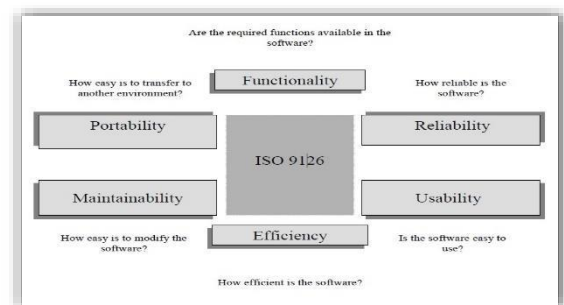 Are the required functions available in the
software?
How easy is to transfer to
another environment?
Functionality
How reliable is the
software?
Portability
Reliability
ISO 9126
Maintainability
Usability
How easy is to modify the
software?
Efficiency
Is the software easy to
use?
How efficient is the software?